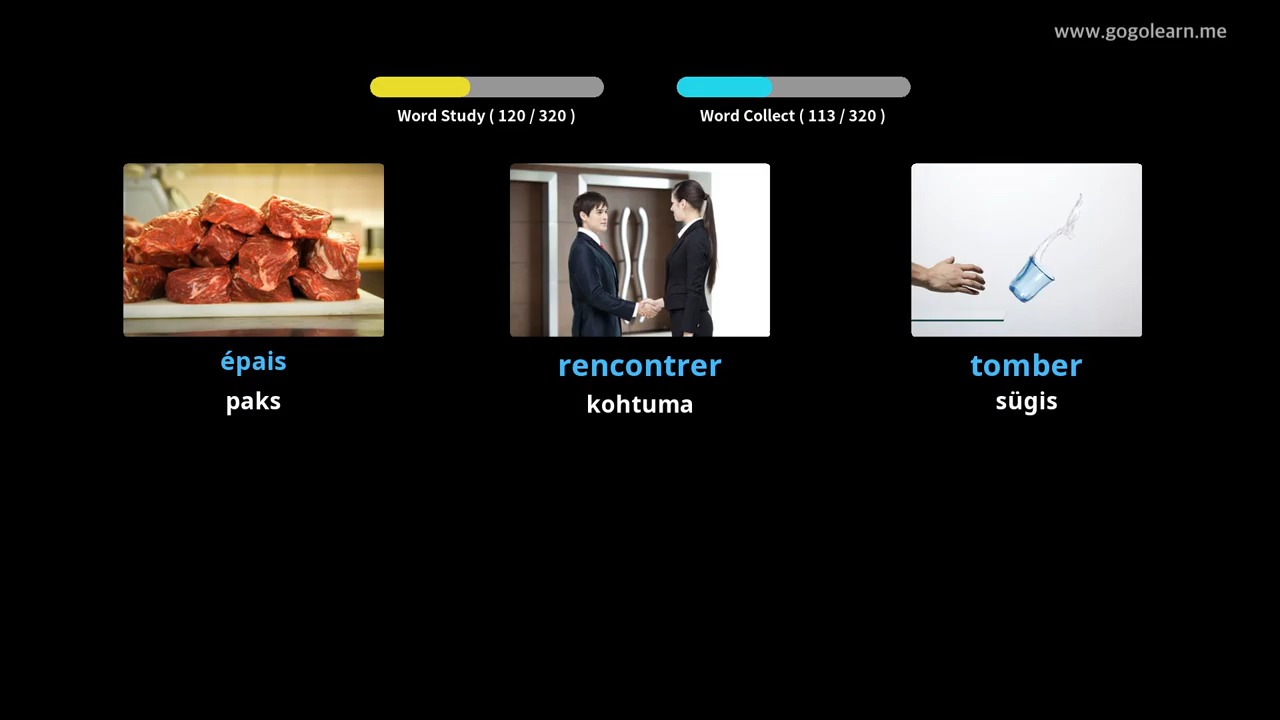 www.gogolearn.me
Word Study ( 120 / 320 )
Word Collect ( 113 / 320 )
épais
rencontrer
tomber
paks
kohtuma
sügis